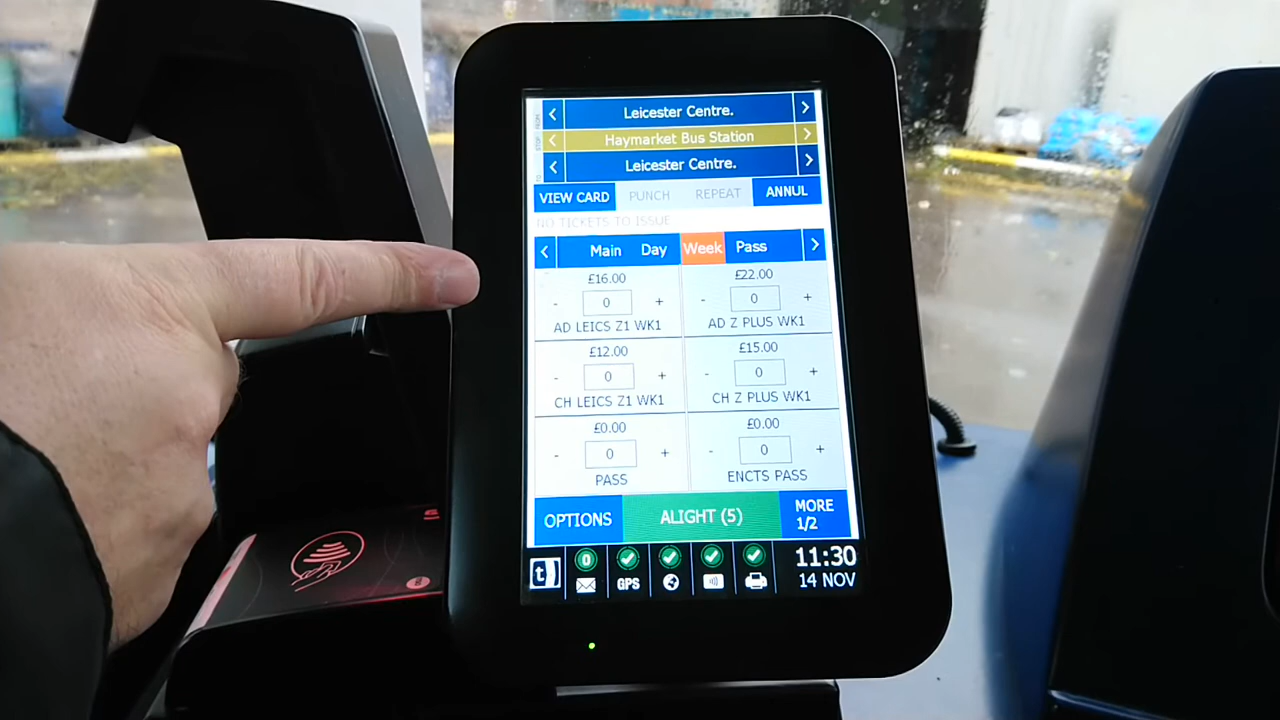 < Leicester Centre. >
< Haymarket Bus Station >
< Leicester Centre. >
VIEW CARD PUNCH REPEAT ANNUL
NO TICKETS TO ISSUE
< Main Day Week Pass >
£16.00 £22.00
- 0 + - 0 +
AD LEICS Z1 WK1 AD Z PLUS WK1
£12.00 £15.00
- 0 + - 0 +
CH LEICS Z1 WK1 CH Z PLUS WK1
£0.00 £0.00
- 0 + - 0 +
PASS ENCTS PASS
OPTIONS ALIGHT (5) MORE 1/2
t 0 GPS 11:30
14 NOV